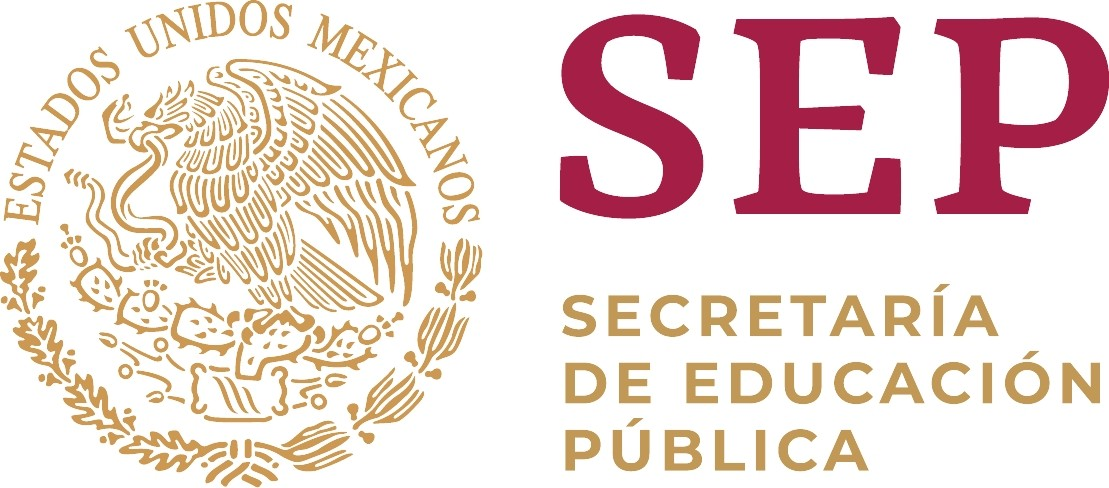 ESTADOS UNIDOS MEXICANOS
SEP
SECRETARÍA
DE EDUCACIÓN
PÚBLICA